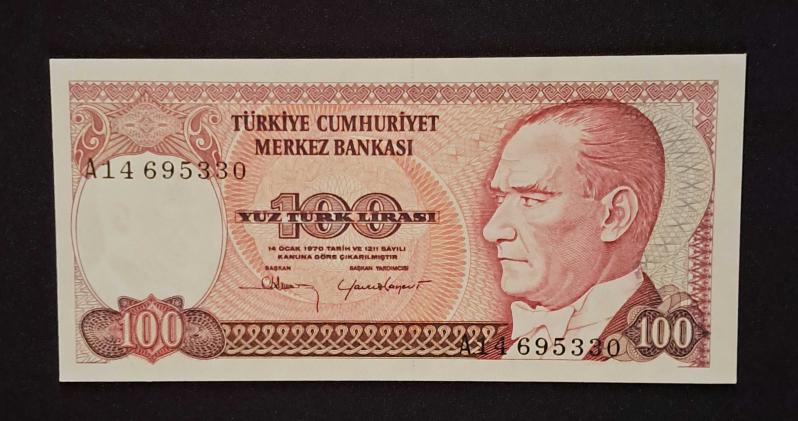 TÜRKİYE CUMHURİYET
MERKEZ BANKASI
A14 695330
100
YUZ TURK LIRASI
14 OCAK 1970 TARİH VE 1211 SAYILI
KANUNA GÖRE ÇIKARILMIŞTIR
BAŞKAN BAŞKAN YARDIMCISI
100
A14 695330
100